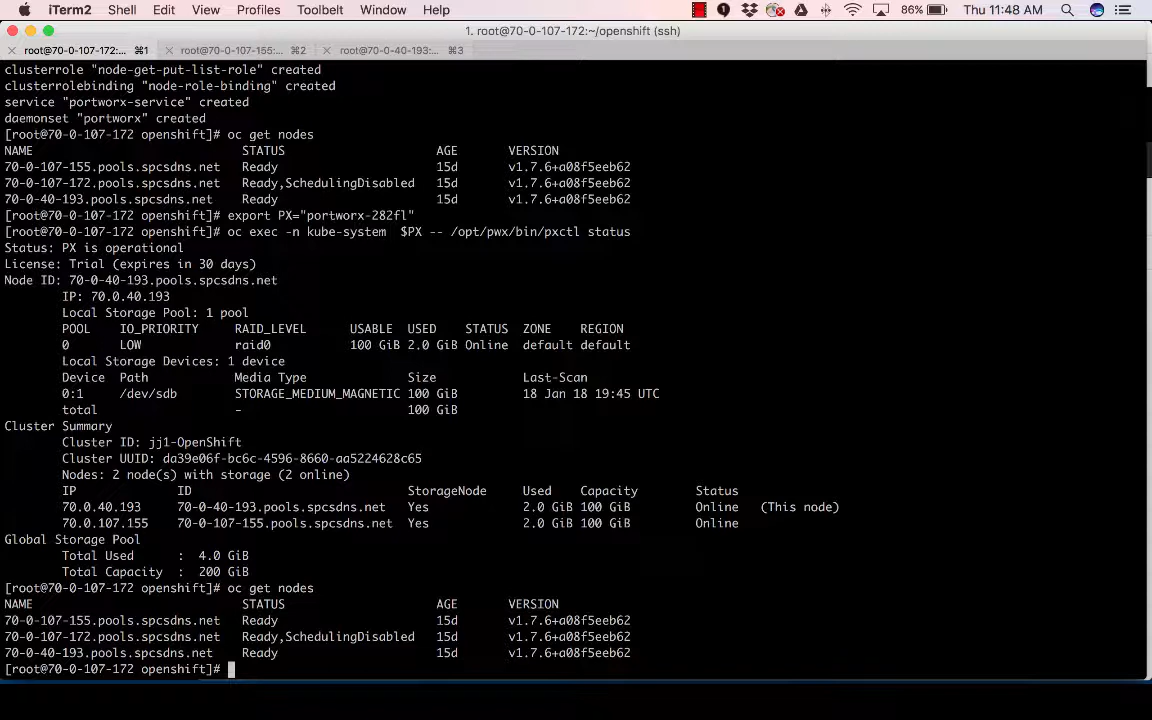 iTerm2 Shell Edit View Profiles Toolbelt Window Help 86% Thu 11:48 AM
1. root@70-0-107-172:~/openshift (ssh)
× root@70-0-107-172:... ⌘1 × root@70-0-107-155:... ⌘2 × root@70-0-40-193:... ⌘3
clusterrole "node-get-put-list-role" created
clusterrolebinding "node-role-binding" created
service "portworx-service" created
daemonset "portworx" created
[root@70-0-107-172 openshift]# oc get nodes
NAME STATUS AGE VERSION
70-0-107-155.pools.spcsdns.net Ready 15d v1.7.6+a08f5eeb62
70-0-107-172.pools.spcsdns.net Ready,SchedulingDisabled 15d v1.7.6+a08f5eeb62
70-0-40-193.pools.spcsdns.net Ready 15d v1.7.6+a08f5eeb62
[root@70-0-107-172 openshift]# export PX="portworx-282fl"
[root@70-0-107-172 openshift]# oc exec -n kube-system $PX -- /opt/pwx/bin/pxctl status
Status: PX is operational
License: Trial (expires in 30 days)
Node ID: 70-0-40-193.pools.spcsdns.net
IP: 70.0.40.193
Local Storage Pool: 1 pool
POOL IO_PRIORITY RAID_LEVEL USABLE USED STATUS ZONE REGION
0 LOW raid0 100 GiB 2.0 GiB Online default default
Local Storage Devices: 1 device
Device Path Media Type Size Last-Scan
0:1 /dev/sdb STORAGE_MEDIUM_MAGNETIC 100 GiB 18 Jan 18 19:45 UTC
total - 100 GiB
Cluster Summary
Cluster ID: jj1-OpenShift
Cluster UUID: da39e06f-bc6c-4596-8660-aa5224628c65
Nodes: 2 node(s) with storage (2 online)
IP ID StorageNode Used Capacity Status
70.0.40.193 70-0-40-193.pools.spcsdns.net Yes 2.0 GiB 100 GiB Online (This node)
70.0.107.155 70-0-107-155.pools.spcsdns.net Yes 2.0 GiB 100 GiB Online
Global Storage Pool
Total Used : 4.0 GiB
Total Capacity : 200 GiB
[root@70-0-107-172 openshift]# oc get nodes
NAME STATUS AGE VERSION
70-0-107-155.pools.spcsdns.net Ready 15d v1.7.6+a08f5eeb62
70-0-107-172.pools.spcsdns.net Ready,SchedulingDisabled 15d v1.7.6+a08f5eeb62
70-0-40-193.pools.spcsdns.net Ready 15d v1.7.6+a08f5eeb62
[root@70-0-107-172 openshift]#